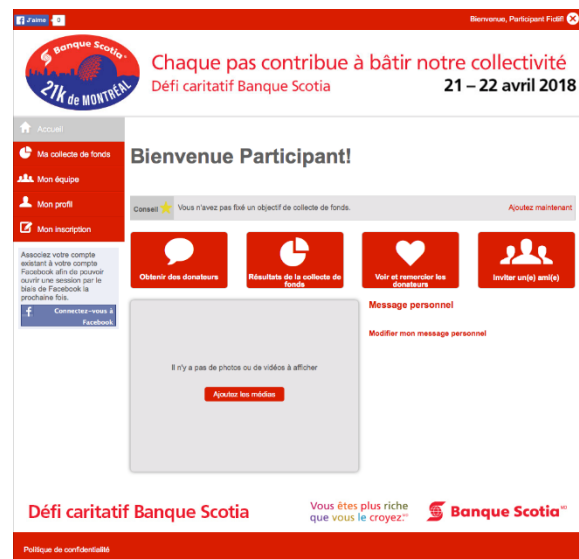 J'aime 0
Bienvenue, Participant Fidif!
Banque Scotia
21K de MONTRÉAL
Chaque pas contribue à bâtir notre collectivité
Défi caritatif Banque Scotia
21 – 22 avril 2018
Accueil
Ma collecte de fonds
Mon équipe
Mon profil
Mon inscription
Associez votre compte
existant à votre compte
Facebook afin de pouvoir
ouvrir une session par le
biais de Facebook la
prochaine fois.
Connectez-vous à
Facebook
Bienvenue Participant!
Conseil
Vous n'avez pas fixé un objectif de collecte de fonds.
Ajoutez maintenant
Obtenir des donateurs
Résultats de la collecte de
fonds
Voir et remercier les
donateurs
Inviter un(e) ami(e)
Il n'y a pas de photos ou de vidéos à afficher
Ajoutez les médias
Message personnel
Modifier mon message personnel
Défi caritatif Banque Scotia
Vous êtes plus riche
que vous le croyez.
Banque Scotia
Politique de confidentialité